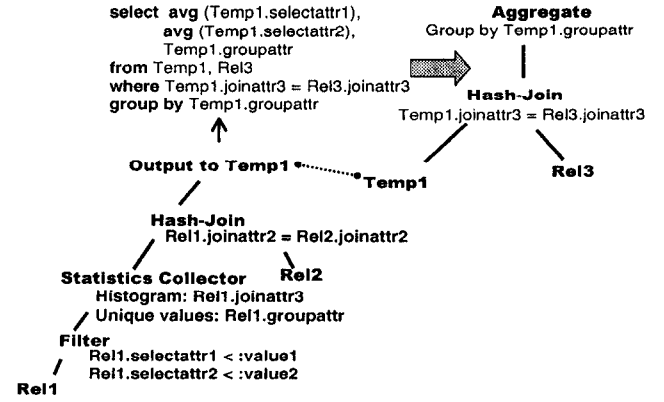 select avg (Temp1.selectattr1),
avg (Temp1.selectattr2),
Temp1.groupattr
from Temp1, Rel3
where Temp1.joinattr3 = Rel3.joinattr3
group by Temp1.groupattr
Aggregate
Group by Temp1.groupattr
Hash-Join
Temp1.joinattr3 = Rel3.joinattr3
Output to Temp1
Temp1
Rel3
Hash-Join
Rel1.joinattr2 = Rel2.joinattr2
Statistics Collector
Rel2
Histogram: Rel1.joinattr3
Unique values: Rel1.groupattr
Filter
Rel1.selectattr1 < :value1
Rel1.selectattr2 < :value2
Rel1